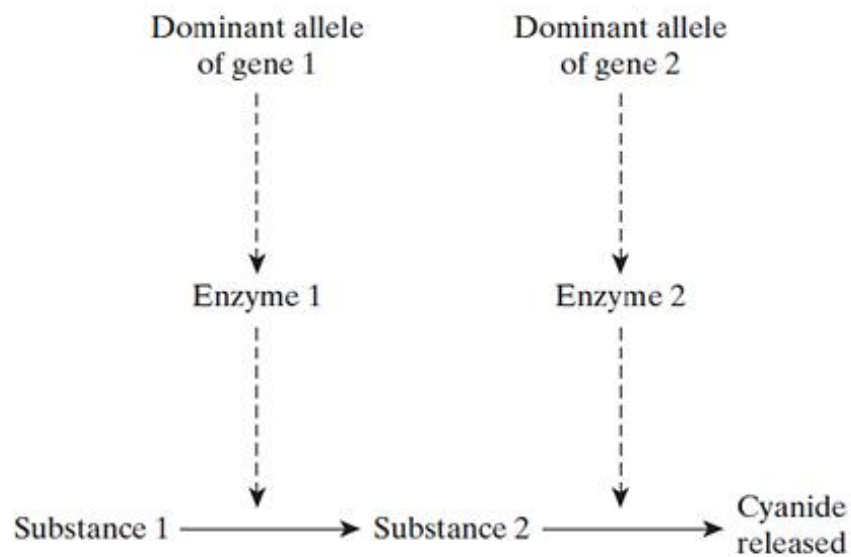 Dominant allele
of gene 1
Dominant allele
of gene 2
Enzyme 1
Enzyme 2
Substance 1
Substance 2
Cyanide
released